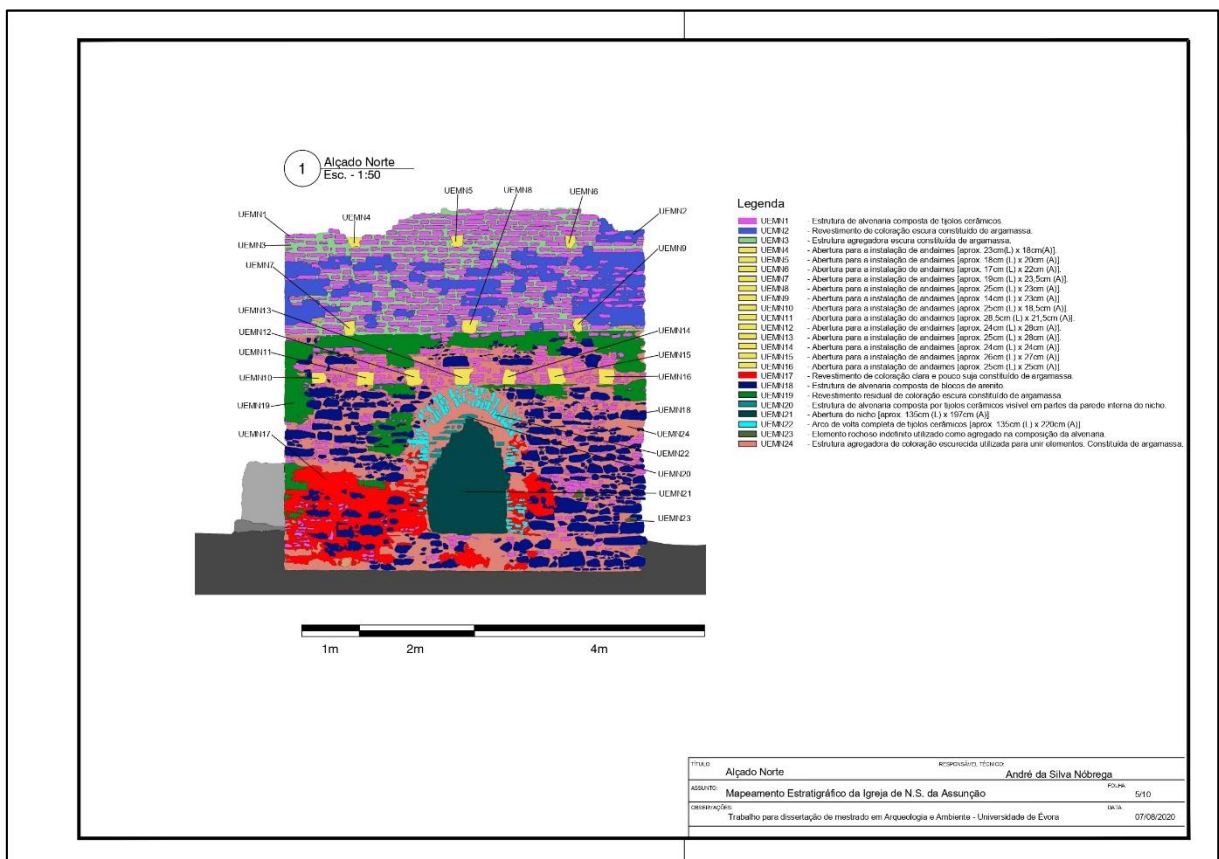 1 Alçado Norte
Esc. - 1:50
UEMN5 UEMN8 UEMN6
UEMN1 UEMN4 UEMN2
UEMN3 UEMN9
UEMN7
UEMN13
UEMN12 UEMN14
UEMN11 UEMN15
UEMN10 UEMN16
UEMN19 UEMN18
UEMN17 UEMN24
UEMN22
UEMN20
UEMN21
UEMN23
1m 2m 4m
Legenda
UEMN1 - Estrutura de alvenaria composta de tijolos cerâmicos.
UEMN2 - Revestimento de coloração escura constituído de argamassa.
UEMN3 - Estrutura agregadora escura constituída de argamassa.
UEMN4 - Abertura para a instalação de andaimes [aprox. 23cm(L) x 18cm(A)].
UEMN5 - Abertura para a instalação de andaimes [aprox. 18cm (L) x 20cm (A)].
UEMN6 - Abertura para a instalação de andaimes [aprox. 17cm (L) x 22cm (A)].
UEMN7 - Abertura para a instalação de andaimes [aprox. 19cm (L) x 23,5cm (A)].
UEMN8 - Abertura para a instalação de andaimes [aprox. 25cm (L) x 23cm (A)].
UEMN9 - Abertura para a instalação de andaimes [aprox. 14cm (L) x 23cm (A)]
UEMN10 - Abertura para a instalação de andaimes [aprox. 25cm (L) x 18,5cm (A)]
UEMN11 - Abertura para a instalação de andaimes [aprox. 28,5cm (L) x 21,5cm (A)].
UEMN12 - Abertura para a instalação de andaimes [aprox. 24cm (L) x 28cm (A)].
UEMN13 - Abertura para a instalação de andaimes [aprox. 25cm (L) x 28cm (A)].
UEMN14 - Abertura para a instalação de andaimes [aprox. 24cm (L) x 24cm (A)]
UEMN15 - Abertura para a instalação de andaimes [aprox. 26cm (L) x 27cm (A)]
UEMN16 - Abertura para a instalação de andaimes [aprox. 25cm (L) x 25cm (A)]
UEMN17 - Revestimento de coloração clara e pouco suja constituído de argamassa.
UEMN18 - Estrutura de alvenaria composta de blocos de arenito.
UEMN19 - Revestimento residual de coloração escura constituído de argamassa
UEMN20 - Estrutura de alvenaria composta por tijolos cerâmicos visível em partes da parede interna do nicho.
UEMN21 - Abertura do nicho [aprox. 135cm (L) x 197cm (A)]
UEMN22 - Arco de volta completa de tijolos cerâmicos [aprox. 135cm (L) x 220cm (A)]
UEMN23 - Elemento rochoso indefinido utilizado como agregado na composição da alvenaria.
UEMN24 - Estrutura agregadora de coloração escurecida utilizada para unir elementos. Constituída de argamassa.
TÍTULO: Alçado Norte RESPONSÁVEL TÉCNICO: André da Silva Nóbrega
ASSUNTO: Mapeamento Estratigráfico da Igreja de N.S. da Assunção FOLHA: 5/10
OBSERVAÇÕES: Trabalho para dissertação de mestrado em Arqueologia e Ambiente - Universidade de Évora DATA: 07/08/2020